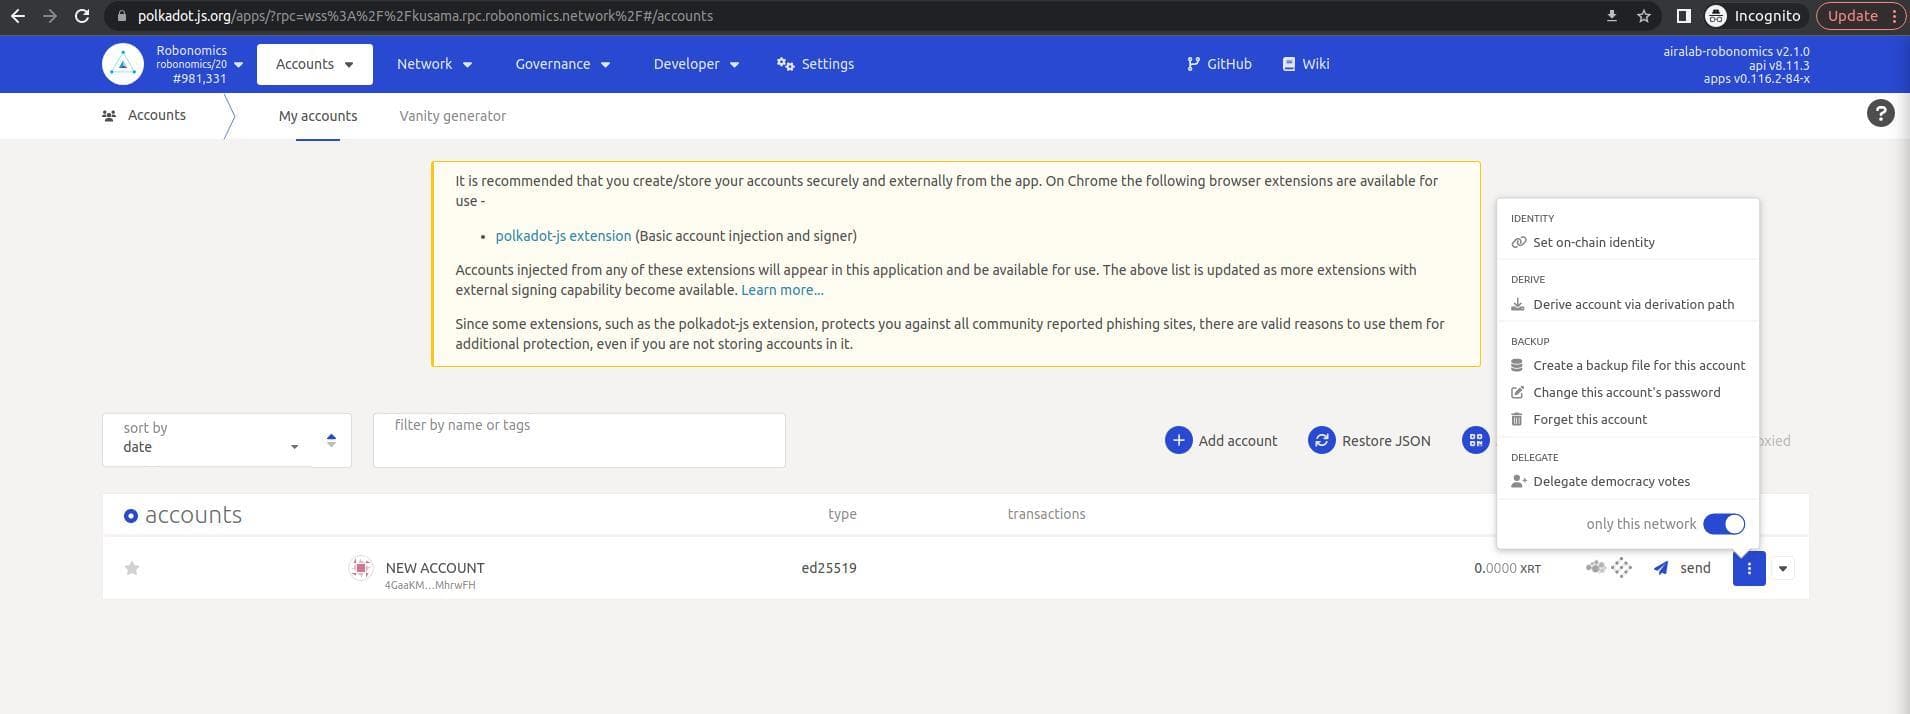 polkadot.js.org/apps/?rpc=wss%3A%2F%2Fkusama.rpc.robonomics.network%2F#/accounts
Incognito
Update
Robonomics
robonomics/20
#981,331
Accounts
Network
Governance
Developer
Settings
GitHub
Wiki
airalab-robonomics v2.1.0
api v8.11.3
apps v0.116.2-84-x
Accounts
My accounts
Vanity generator
?
It is recommended that you create/store your accounts securely and externally from the app. On Chrome the following browser extensions are available for
use -
• polkadot-js extension (Basic account injection and signer)
Accounts injected from any of these extensions will appear in this application and be available for use. The above list is updated as more extensions with
external signing capability become available. Learn more...
Since some extensions, such as the polkadot-js extension, protects you against all community reported phishing sites, there are valid reasons to use them for
additional protection, even if you are not storing accounts in it.
IDENTITY
Set on-chain identity
DERIVE
Derive account via derivation path
BACKUP
Create a backup file for this account
Change this account's password
Forget this account
DELEGATE
Delegate democracy votes
only this network
sort by
date
filter by name or tags
Add account
Restore JSON
oxied
accounts
type
transactions
NEW ACCOUNT
4GaaKM...MhrwFH
ed25519
0.0000 XRT
send